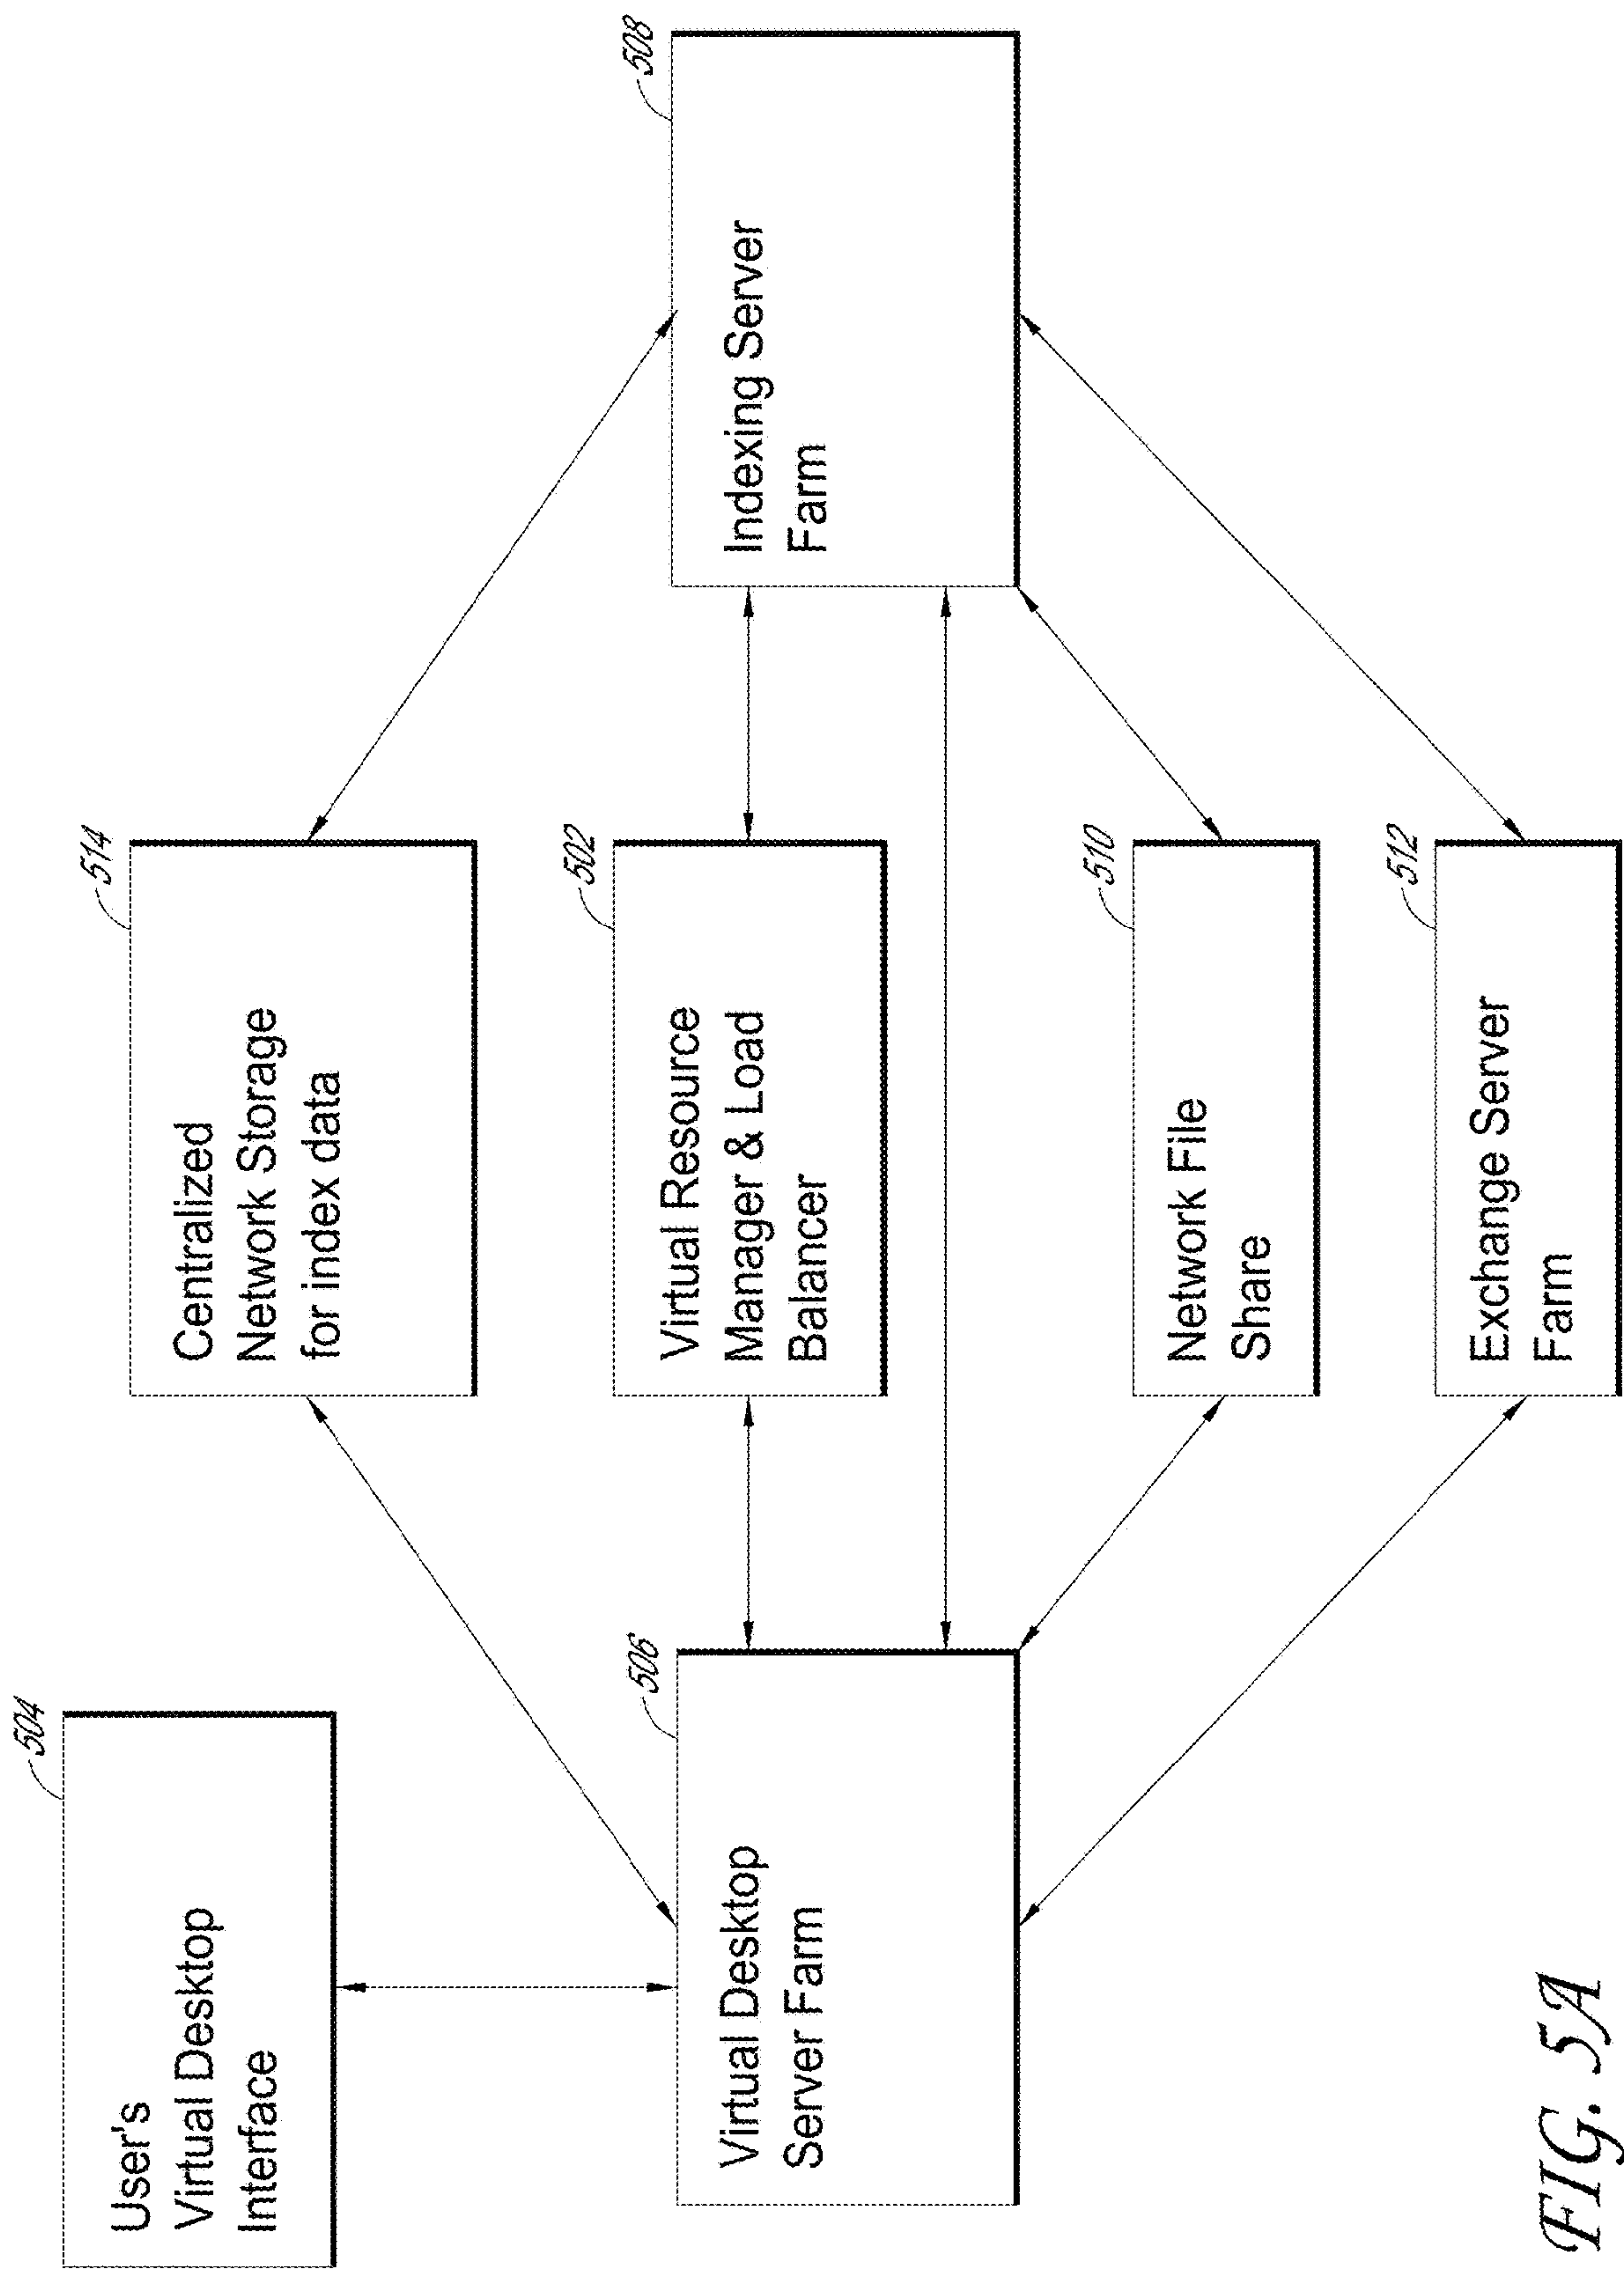 504
User's
Virtual Desktop
Interface
514
Centralized
Network Storage
for index data
502
Virtual Resource
Manager & Load
Balancer
506
Virtual Desktop
Server Farm
508
Indexing Server
Farm
510
Network File
Share
512
Exchange Server
Farm
FIG. 5A